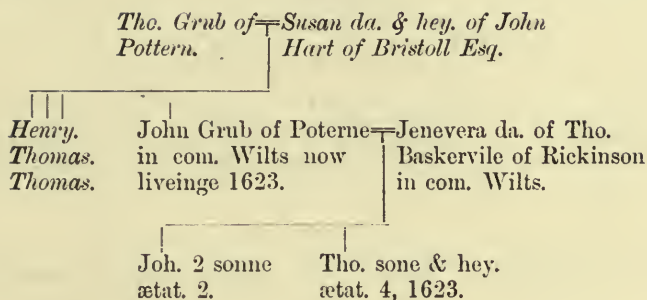 Tho. Grub of Susan da. & hey. of John
Pottern. Hart of Bristoll Esq.
Henry. John Grub of Poterne Jenevera da. of Tho.
Thomas. in com. Wilts now Baskervile of Rickinson
Thomas. liveinge 1623. in com. Wilts.
Joh. 2 sonne Tho. sone & hey.
ætat. 2. ætat. 4, 1623.